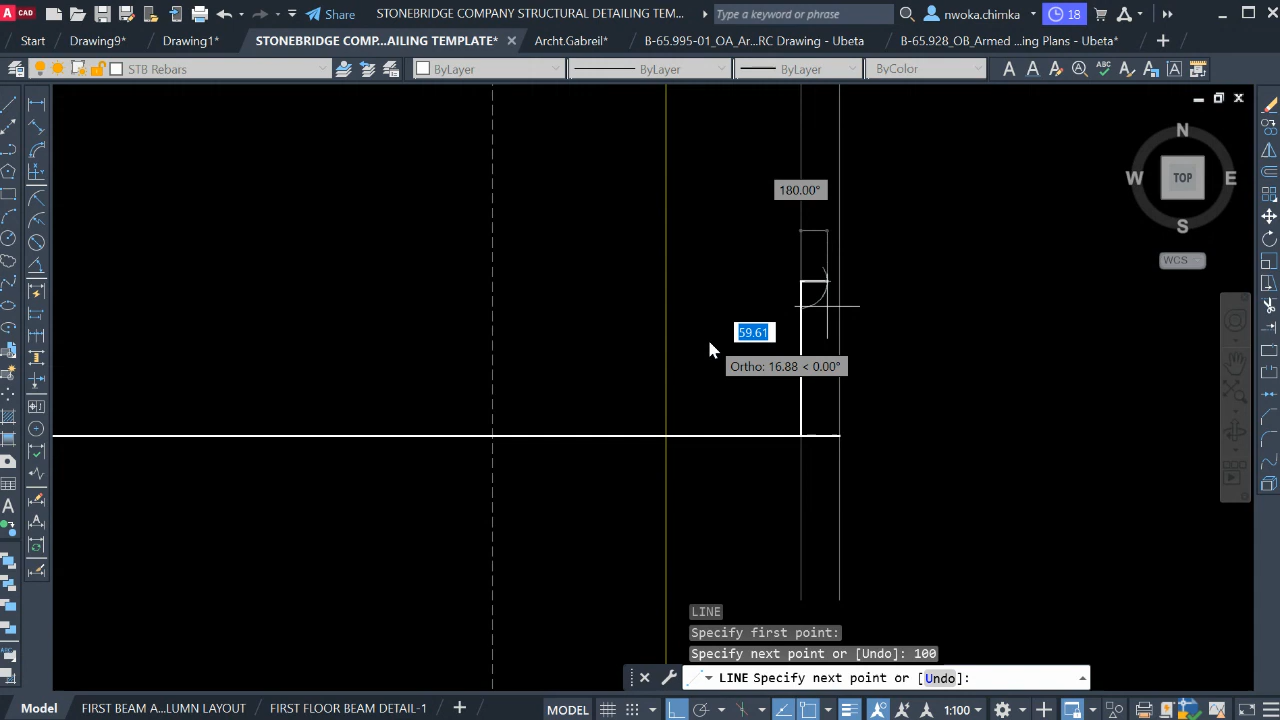 CAD
Share
STONEBRIDGE COMPANY STRUCTURAL DETAILING TEM...
Type a keyword or phrase
nwoka.chimka
18
Start
Drawing9*
Drawing1*
STONEBRIDGE COMP...AILING TEMPLATE*
Archt.Gabreil*
B-65.995-01_OA_Ar...RC Drawing - Ubeta
B-65.928_OB_Armed ...ing Plans - Ubeta*
STB Rebars
ByLayer
ByLayer
ByLayer
ByColor
N
W
TOP
E
S
WCS
180.00°
59.61
Ortho: 16.88 < 0.00°
LINE
Specify first point:
Specify next point or [Undo]: 100
LINE Specify next point or [Undo]:
Model
FIRST BEAM A...LUMN LAYOUT
FIRST FLOOR BEAM DETAIL-1
MODEL
1:100